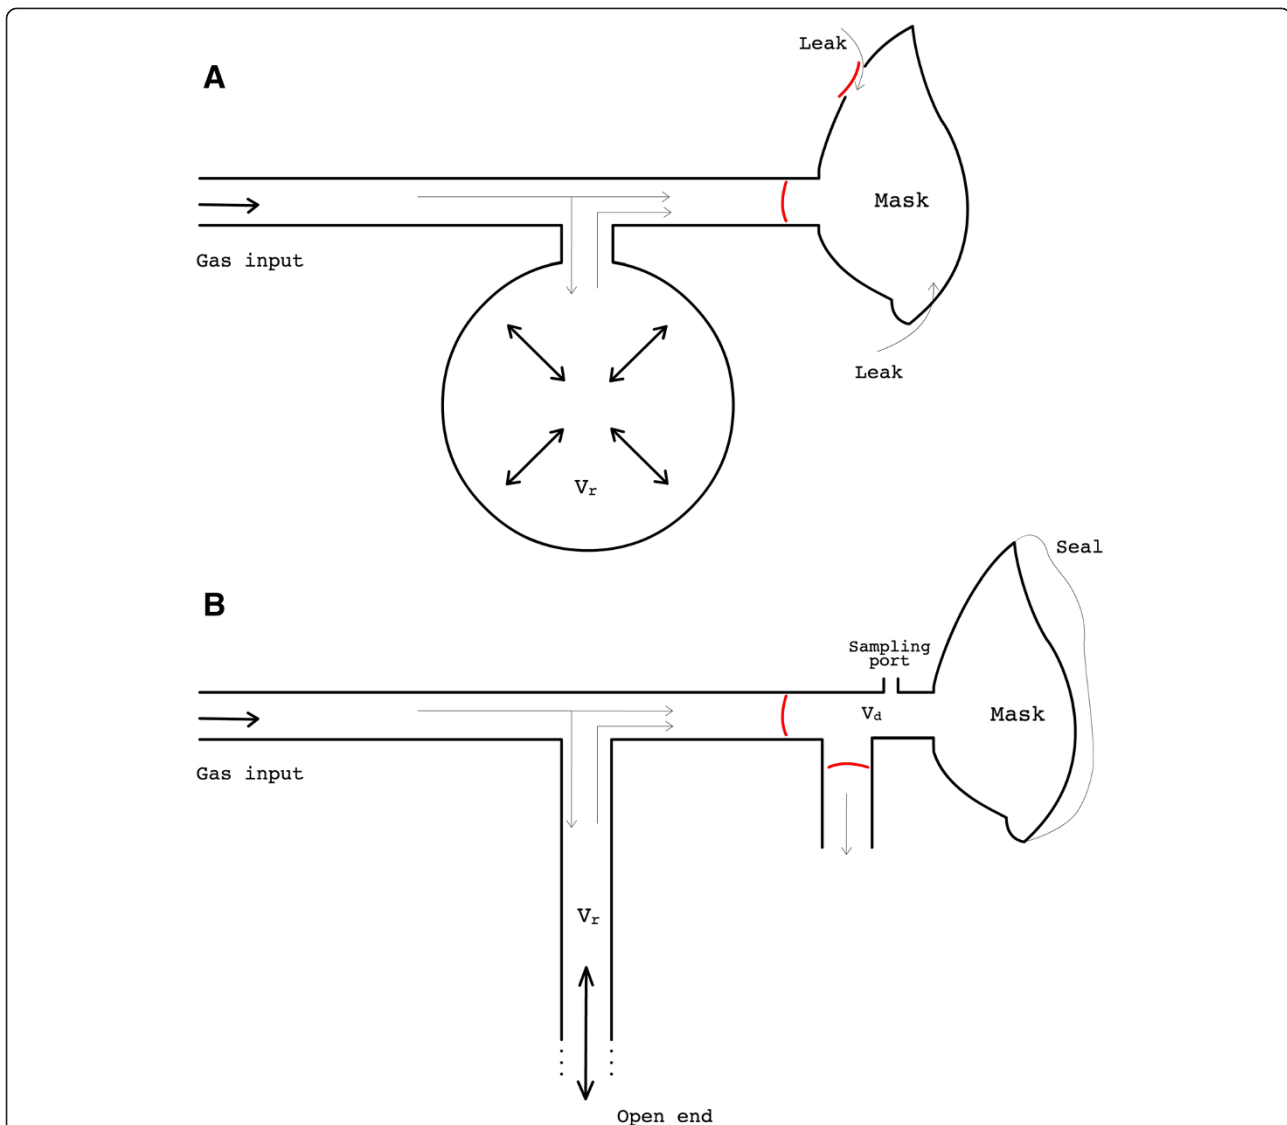 A
Leak
Mask
Gas input
Leak
Vr
B
Seal
Sampling
port
Vd
Mask
Gas input
Vr
Open end